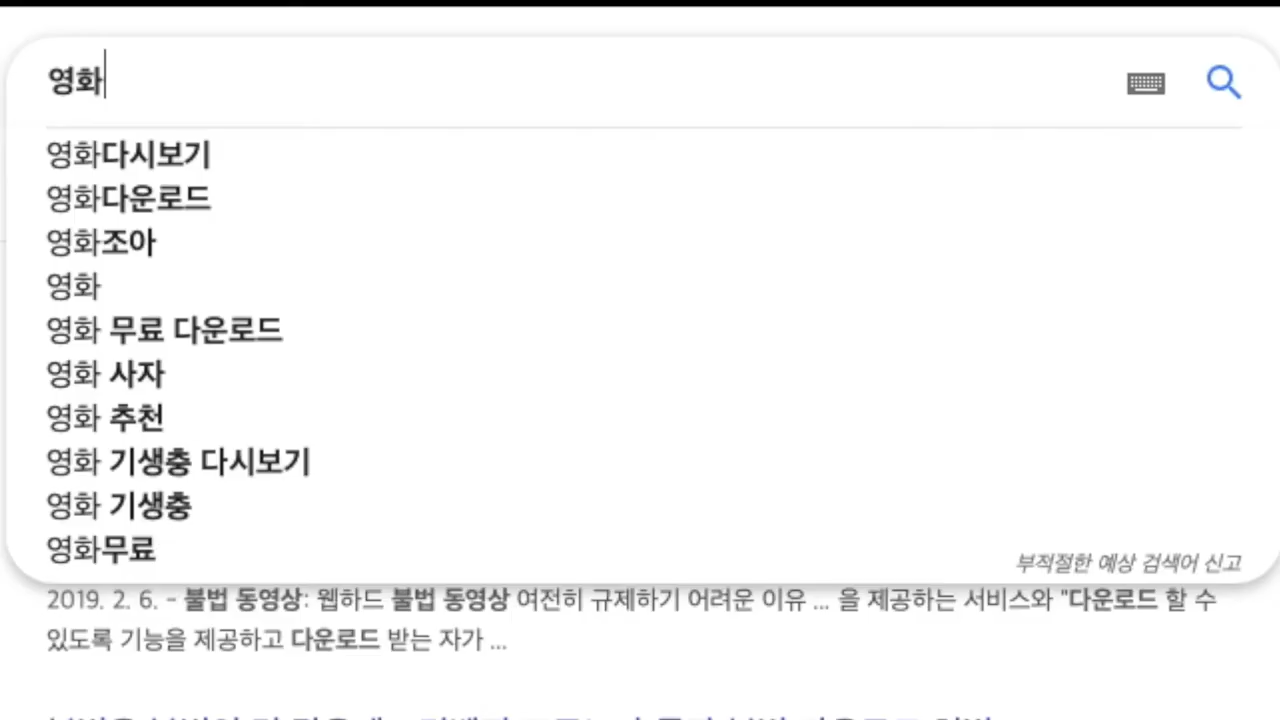 영화
영화다시보기
영화다운로드
영화조아
영화
영화 무료 다운로드
영화 사자
영화 추천
영화 기생충 다시보기
영화 기생충
영화무료
부적절한 예상 검색어 신고
2019. 2. 6. - 불법 동영상: 웹하드 불법 동영상 여전히 규제하기 어려운 이유 ... 을 제공하는 서비스와 "다운로드 할 수
있도록 기능을 제공하고 다운로드 받는 자가 ...